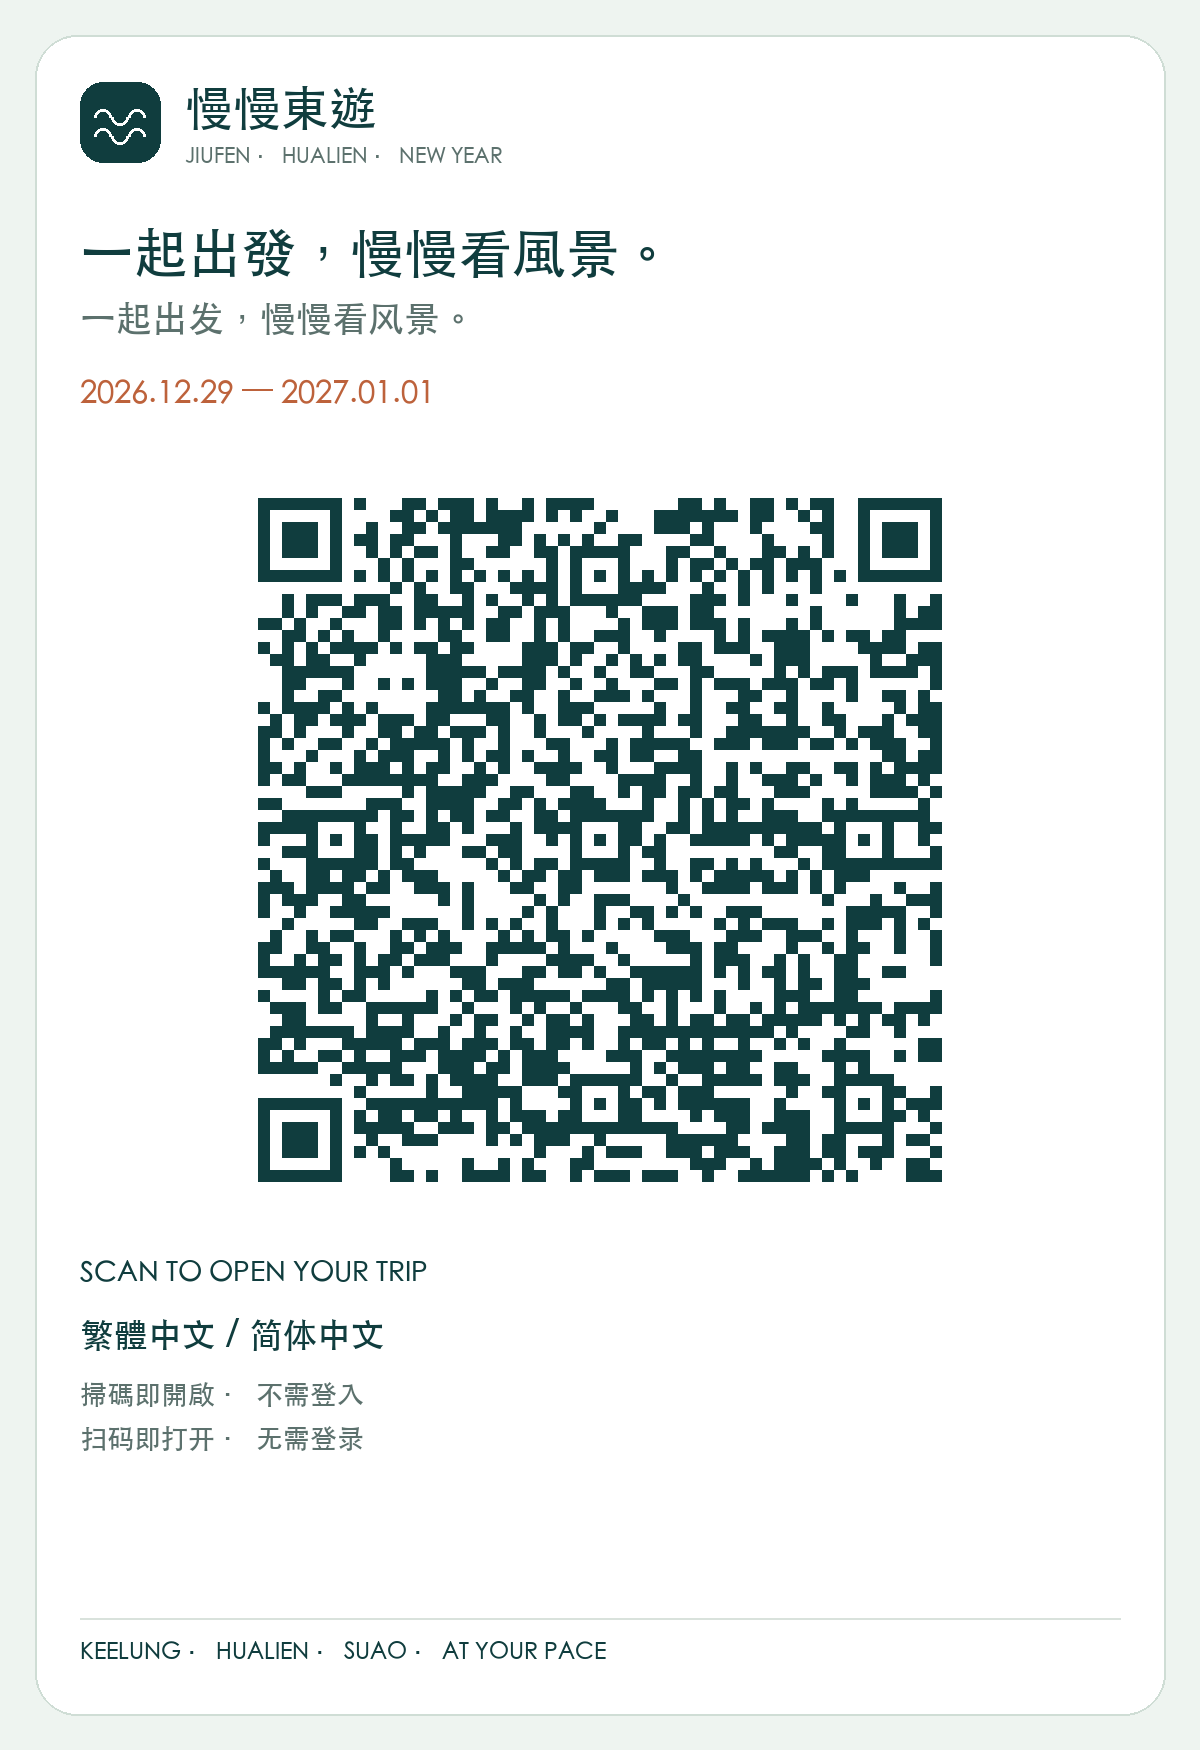 慢慢東遊
JIUFEN · HUALIEN · NEW YEAR
一起出發，慢慢看風景。
一起出发，慢慢看风景。
2026.12.29 — 2027.01.01
SCAN TO OPEN YOUR TRIP
繁體中文 / 简体中文
掃碼即開啟 · 不需登入
扫码即打开 · 无需登录
KEELUNG · HUALIEN · SUAO · AT YOUR PACE